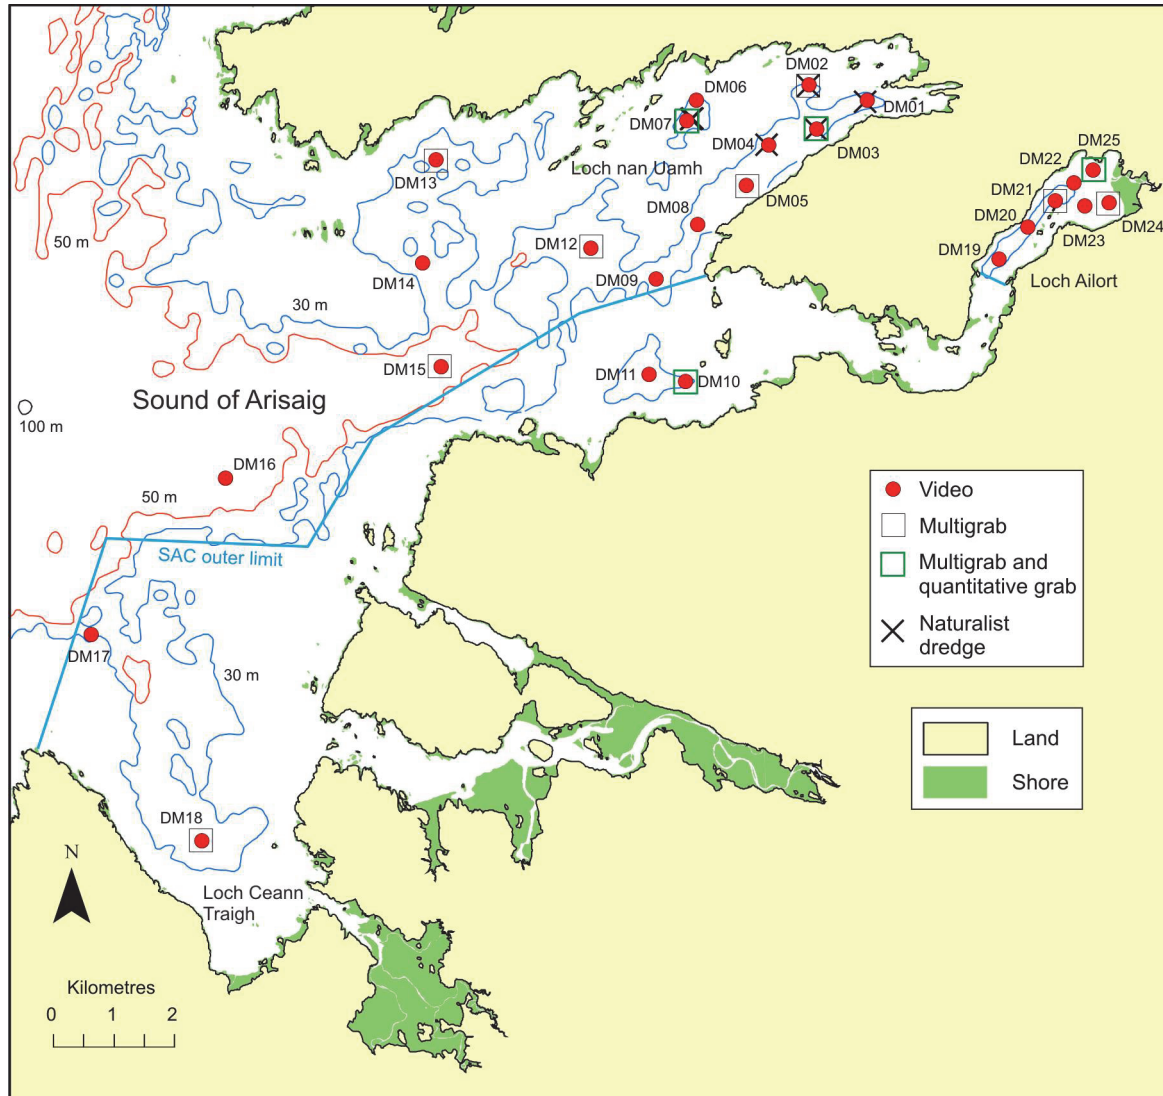 DM02
DM06
DM01
DM07
DM04
DM03
DM25
DM22
Loch nan Uamh
DM13
DM21
DM05
DM08
DM20
DM24
DM23
50 m
DM12
DM19
DM14
DM09
Loch Ailort
30 m
DM15
DM11
DM10
Sound of Arisaig
100 m
DM16
50 m
SAC outer limit
Video
Multigrab
Multigrab and
quantitative grab
Naturalist
dredge
DM17
30 m
Land
Shore
DM18
N
Loch Ceann
Traigh
Kilometres
0 1 2